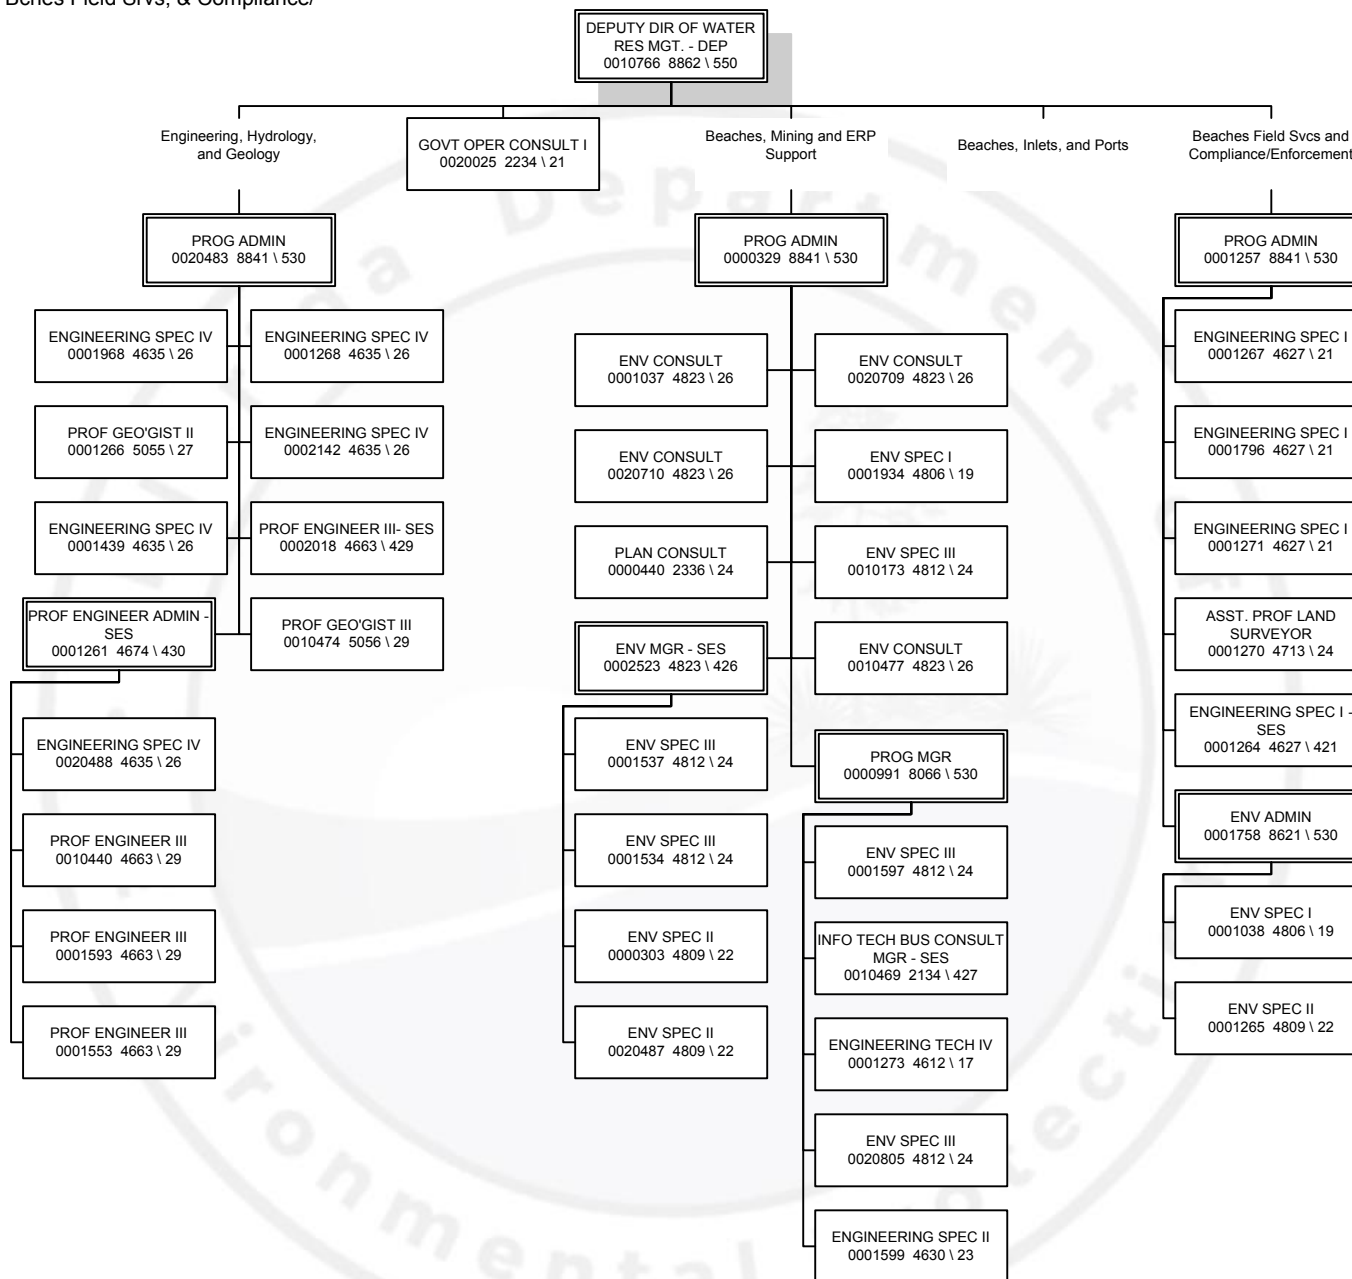 Bches Field Srvs, & Compliance/
DEPUTY DIR OF WATER
RES MGT. - DEP
0010766 8862 \ 550
Engineering, Hydrology,
and Geology
GOVT OPER CONSULT I
0020025 2234 \ 21
Beaches, Mining and ERP
Support
Beaches, Inlets, and Ports
Beaches Field Svcs and
Compliance/Enforcement
PROG ADMIN
0020483 8841 \ 530
ENGINEERING SPEC IV
0001968 4635 \ 26
ENGINEERING SPEC IV
0001268 4635 \ 26
PROF GEO'GIST II
0001266 5055 \ 27
ENGINEERING SPEC IV
0002142 4635 \ 26
ENGINEERING SPEC IV
0001439 4635 \ 26
PROF ENGINEER III- SES
0002018 4663 \ 429
PROF ENGINEER ADMIN -
SES
0001261 4674 \ 430
PROF GEO'GIST III
0010474 5056 \ 29
ENGINEERING SPEC IV
0020488 4635 \ 26
PROF ENGINEER III
0010440 4663 \ 29
PROF ENGINEER III
0001593 4663 \ 29
PROF ENGINEER III
0001553 4663 \ 29
PROG ADMIN
0000329 8841 \ 530
ENV CONSULT
0001037 4823 \ 26
ENV CONSULT
0020709 4823 \ 26
ENV CONSULT
0020710 4823 \ 26
ENV SPEC I
0001934 4806 \ 19
PLAN CONSULT
0000440 2336 \ 24
ENV SPEC III
0010173 4812 \ 24
ENV MGR - SES
0002523 4823 \ 426
ENV CONSULT
0010477 4823 \ 26
ENV SPEC III
0001537 4812 \ 24
ENV SPEC III
0001534 4812 \ 24
ENV SPEC II
0000303 4809 \ 22
ENV SPEC II
0020487 4809 \ 22
PROG MGR
0000991 8066 \ 530
ENV SPEC III
0001597 4812 \ 24
INFO TECH BUS CONSULT
MGR - SES
0010469 2134 \ 427
ENGINEERING TECH IV
0001273 4612 \ 17
ENV SPEC III
0020805 4812 \ 24
ENGINEERING SPEC II
0001599 4630 \ 23
PROG ADMIN
0001257 8841 \ 530
ENGINEERING SPEC I
0001267 4627 \ 21
ENGINEERING SPEC I
0001796 4627 \ 21
ENGINEERING SPEC I
0001271 4627 \ 21
ASST. PROF LAND
SURVEYOR
0001270 4713 \ 24
ENGINEERING SPEC I -
SES
0001264 4627 \ 421
ENV ADMIN
0001758 8621 \ 530
ENV SPEC I
0001038 4806 \ 19
ENV SPEC II
0001265 4809 \ 22